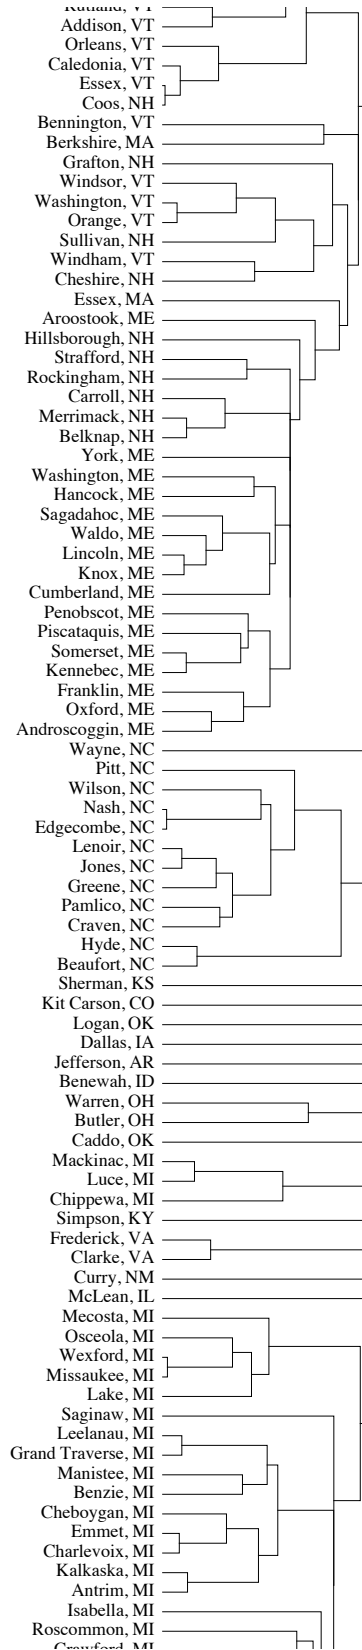 Rutland, VT
Addison, VT
Orleans, VT
Caledonia, VT
Essex, VT
Coos, NH
Bennington, VT
Berkshire, MA
Grafton, NH
Windsor, VT
Washington, VT
Orange, VT
Sullivan, NH
Windham, VT
Cheshire, NH
Essex, MA
Aroostook, ME
Hillsborough, NH
Strafford, NH
Rockingham, NH
Carroll, NH
Merrimack, NH
Belknap, NH
York, ME
Washington, ME
Hancock, ME
Sagadahoc, ME
Waldo, ME
Lincoln, ME
Knox, ME
Cumberland, ME
Penobscot, ME
Piscataquis, ME
Somerset, ME
Kennebec, ME
Franklin, ME
Oxford, ME
Androscoggin, ME
Wayne, NC
Pitt, NC
Wilson, NC
Nash, NC
Edgecombe, NC
Lenoir, NC
Jones, NC
Greene, NC
Pamlico, NC
Craven, NC
Hyde, NC
Beaufort, NC
Sherman, KS
Kit Carson, CO
Logan, OK
Dallas, IA
Jefferson, AR
Benewah, ID
Warren, OH
Butler, OH
Caddo, OK
Mackinac, MI
Luce, MI
Chippewa, MI
Simpson, KY
Frederick, VA
Clarke, VA
Curry, NM
McLean, IL
Mecosta, MI
Osceola, MI
Wexford, MI
Missaukee, MI
Lake, MI
Saginaw, MI
Leelanau, MI
Grand Traverse, MI
Manistee, MI
Benzie, MI
Cheboygan, MI
Emmet, MI
Charlevoix, MI
Kalkaska, MI
Antrim, MI
Isabella, MI
Roscommon, MI
Crawford, MI